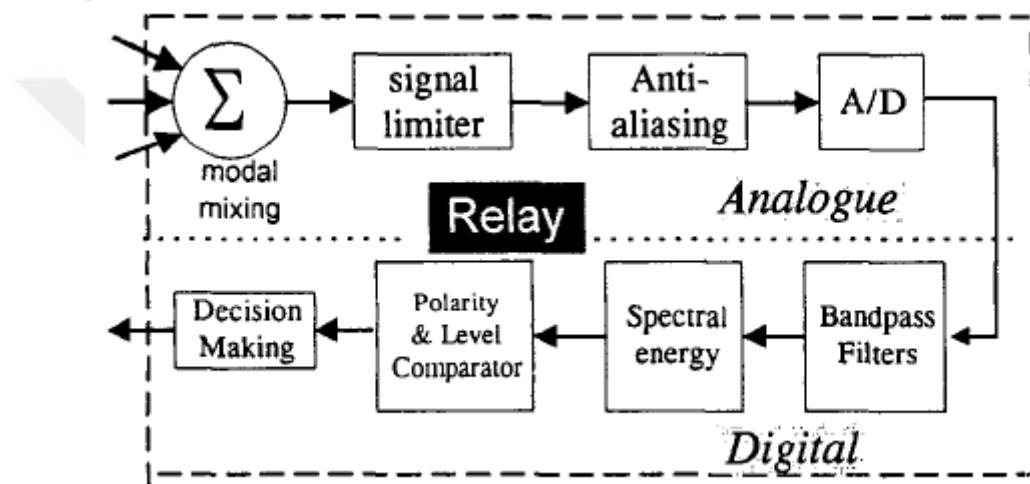 Σ
modal
mixing
signal
limiter
Anti-
aliasing
A/D
Analogue
Relay
Decision
Making
Polarity
& Level
Comparator
Spectral
energy
Bandpass
Filters
Digital